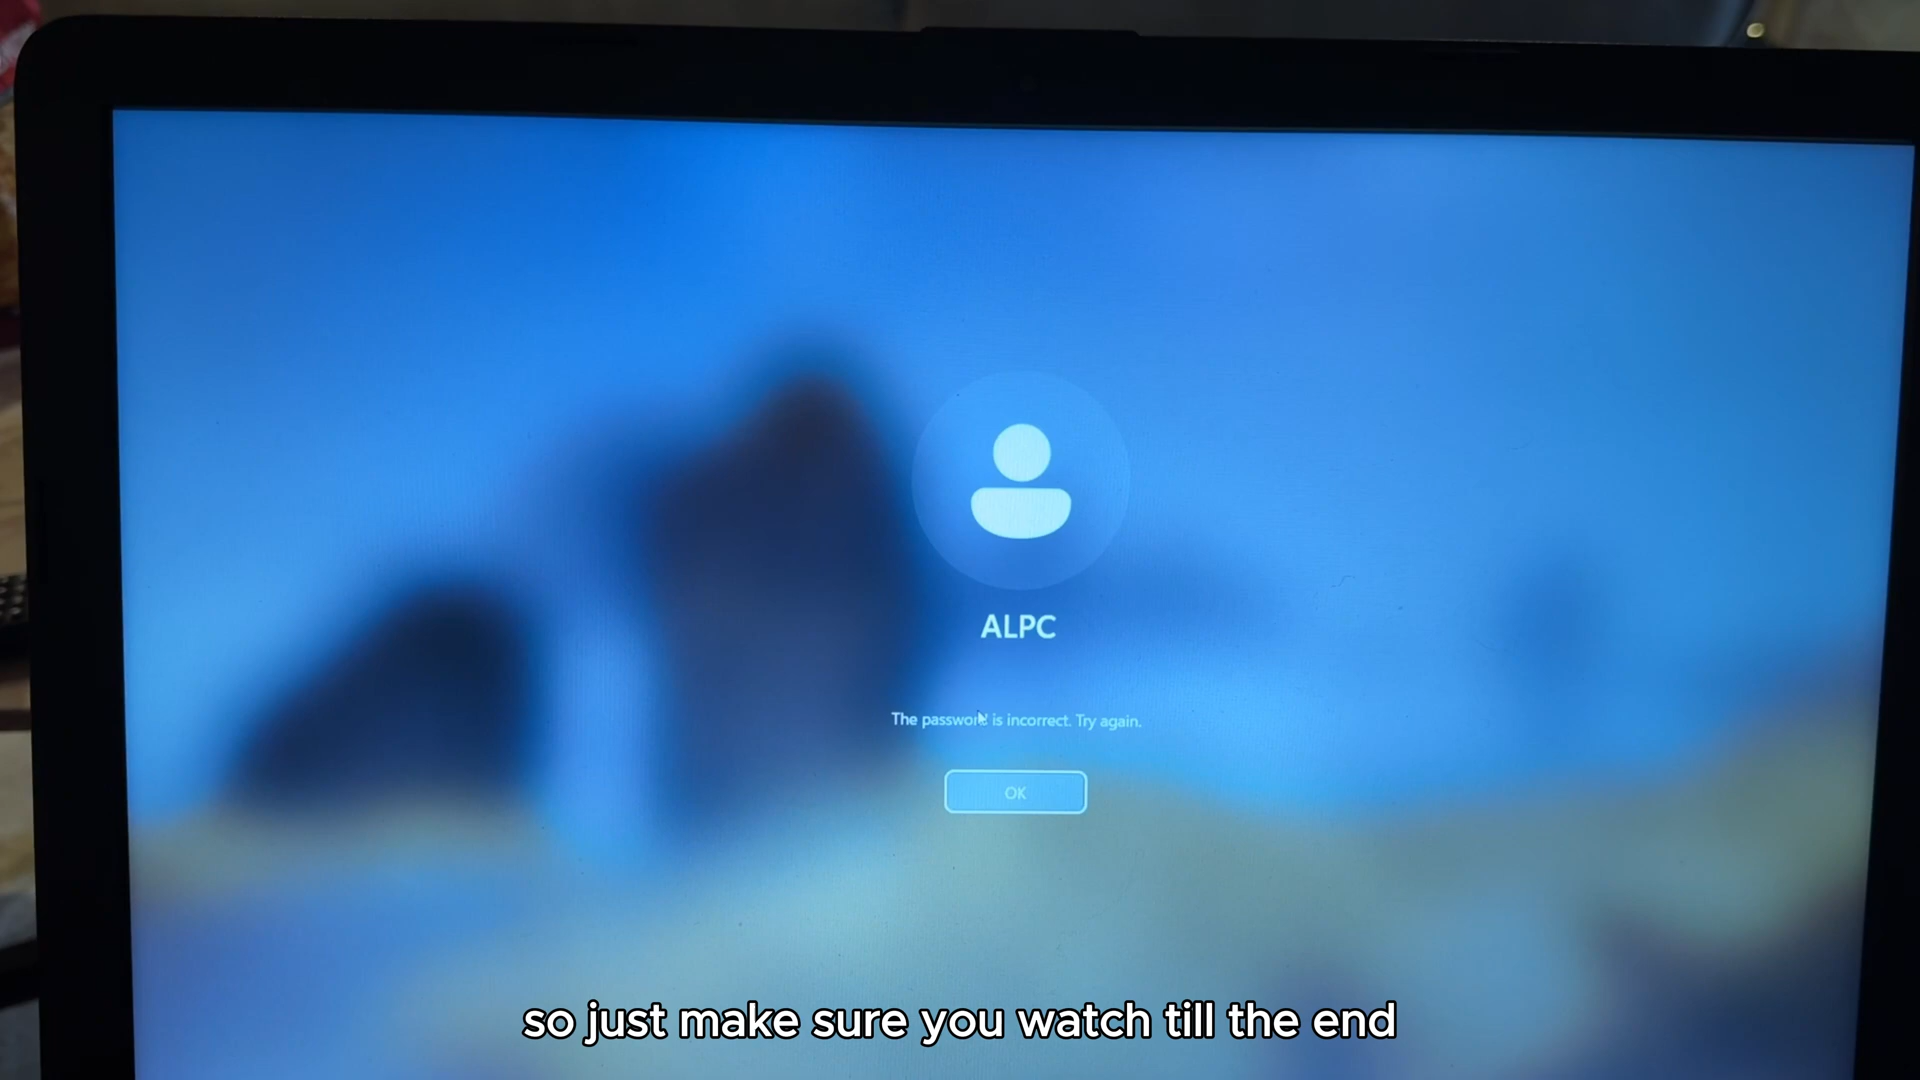 ALPC
The password is incorrect. Try again.
OK
so just make sure you watch till the end